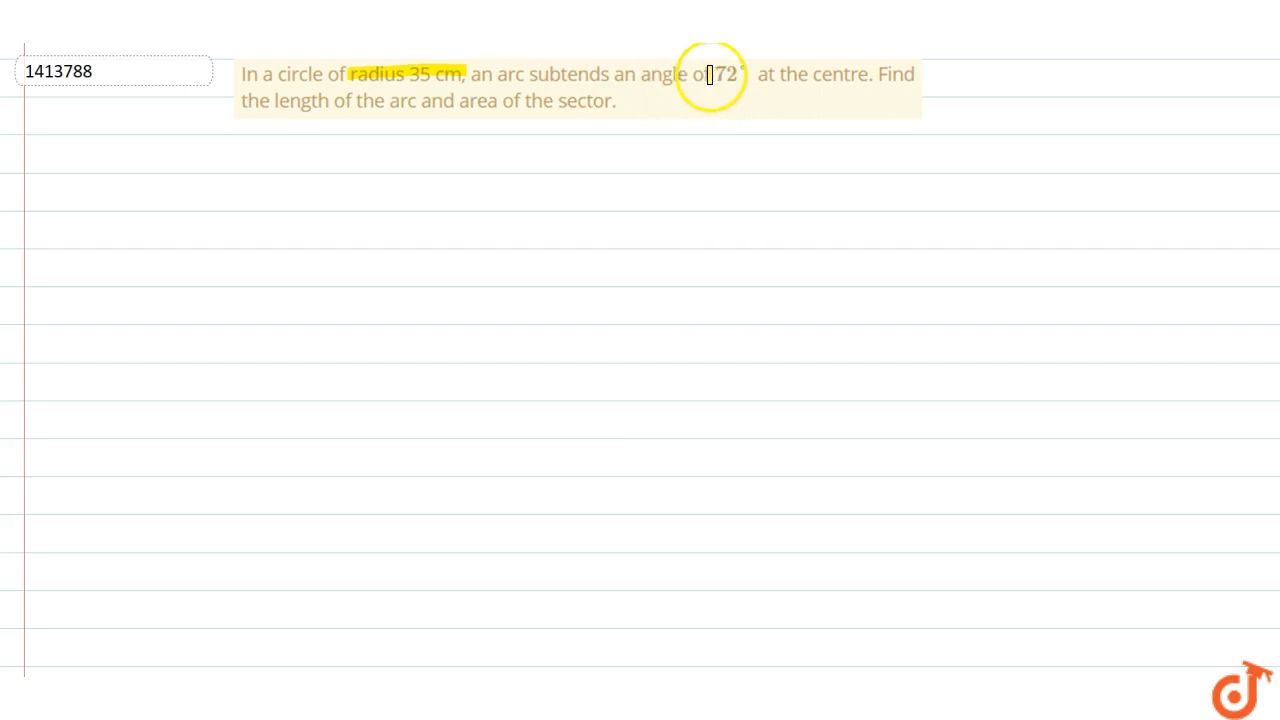 1413788
In a circle of radius 35 cm, an arc subtends an angle of 72° at the centre. Find
the length of the arc and area of the sector.